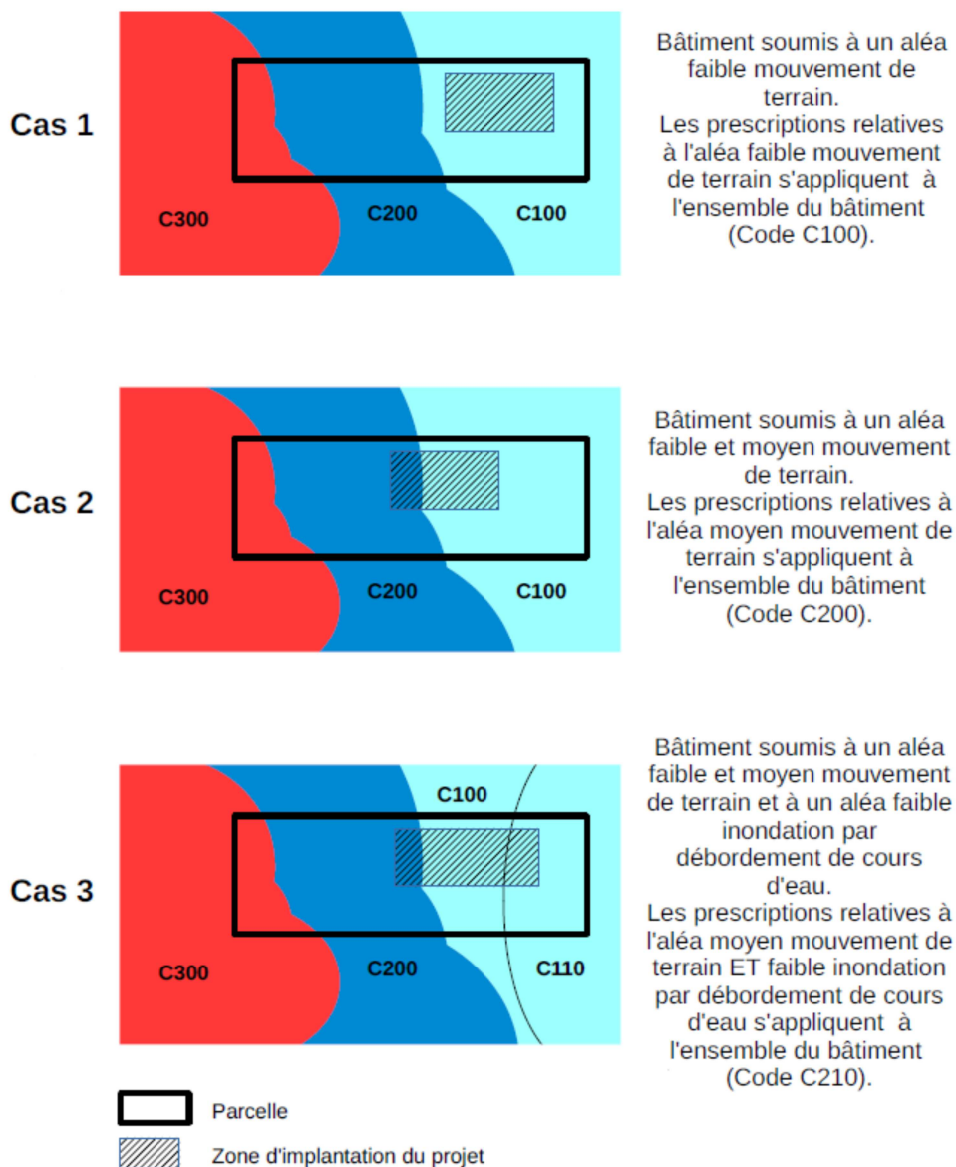 Cas 1
C300
C200
C100
Bâtiment soumis à un aléa
faible mouvement de
terrain.
Les prescriptions relatives
à l'aléa faible mouvement
de terrain s'appliquent à
l'ensemble du bâtiment
(Code C100).
Cas 2
C300
C200
C100
Bâtiment soumis à un aléa
faible et moyen mouvement
de terrain.
Les prescriptions relatives à
l'aléa moyen mouvement de
terrain s'appliquent à
l'ensemble du bâtiment
(Code C200).
Cas 3
C100
C300
C200
C110
Bâtiment soumis à un aléa
faible et moyen mouvement
de terrain et à un aléa faible
inondation par
débordement de cours
d'eau.
Les prescriptions relatives à
l'aléa moyen mouvement de
terrain ET faible inondation
par débordement de cours
d'eau s'appliquent à
l'ensemble du bâtiment
(Code C210).
Parcelle
Zone d'implantation du projet